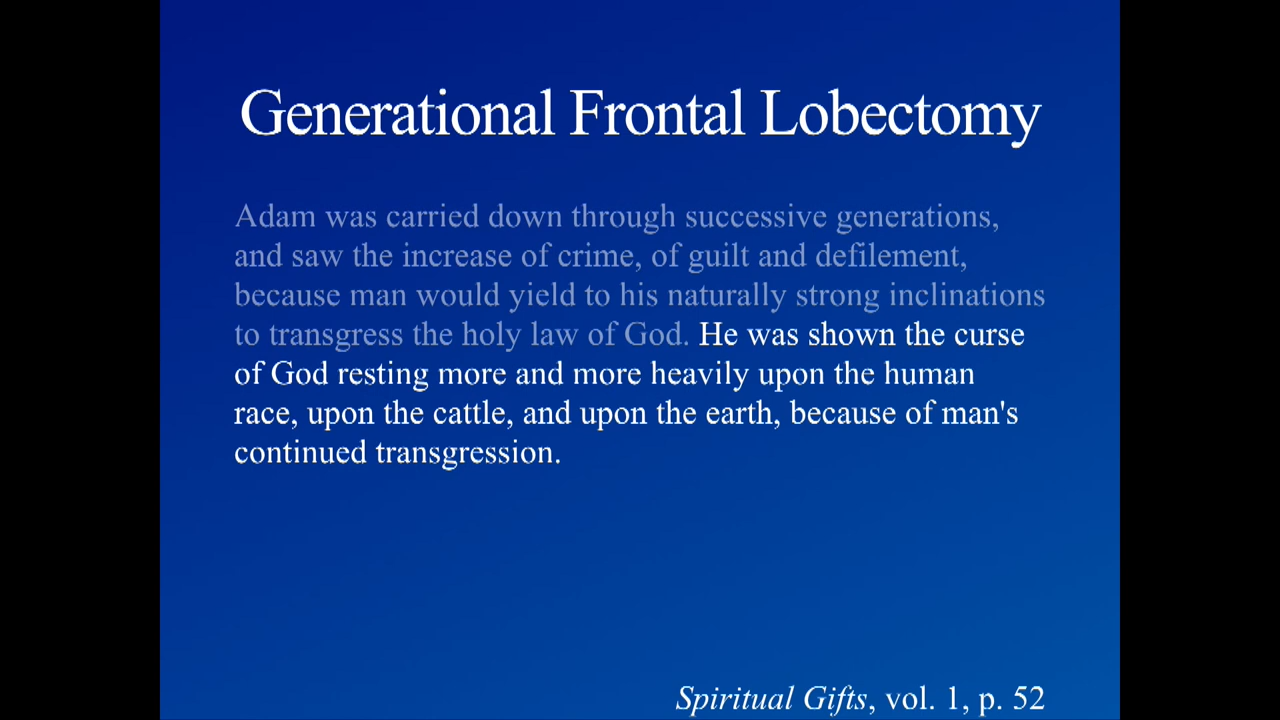 Generational Frontal Lobectomy
Adam was carried down through successive generations,
and saw the increase of crime, of guilt and defilement,
because man would yield to his naturally strong inclinations
to transgress the holy law of God. He was shown the curse
of God resting more and more heavily upon the human
race, upon the cattle, and upon the earth, because of man's
continued transgression.
Spiritual Gifts, vol. 1, p. 52